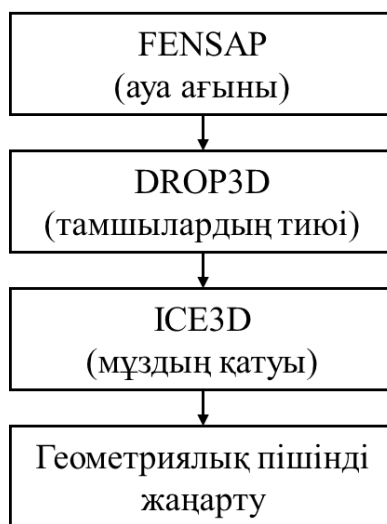 FENSAP
(ауа ағыны)
DROP3D
(тамшылардың тиюі)
ICE3D
(мұздың қатуы)
Геометриялық пішінді
жаңарту